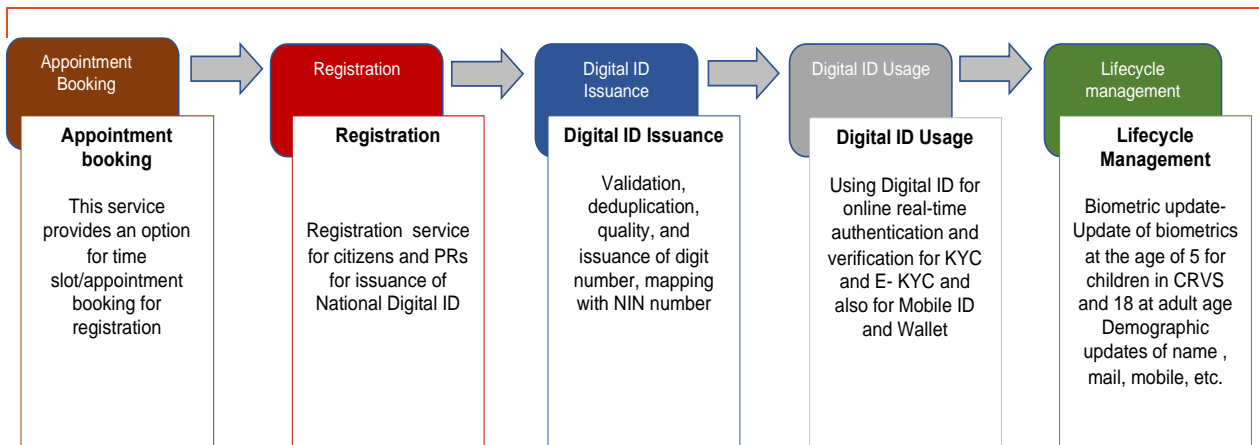 Appointment
Booking
Registration
Digital ID
Issuance
Digital ID Usage
Lifecycle
management
Appointment
booking
This service
provides an option
for time
slot/appointment
booking for
registration
Registration
Registration service
for citizens and PRs
for issuance of
National Digital ID
Digital ID Issuance
Validation,
deduplication,
quality, and
issuance of digit
number, mapping
with NIN number
Digital ID Usage
Using Digital ID for
online real-time
authentication and
verification for KYC
and E- KYC and
also for Mobile ID
and Wallet
Lifecycle
Management
Biometric update-
Update of biometrics
at the age of 5 for
children in CRVS
and 18 at adult age
Demographic
updates of name ,
mail, mobile, etc.